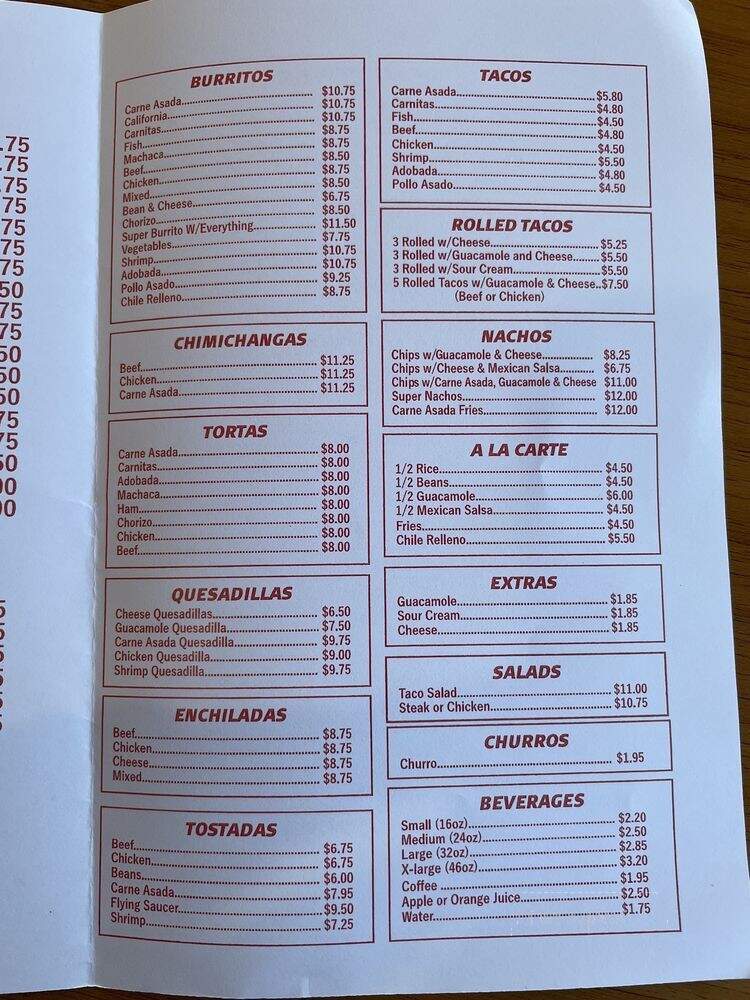 .75
.75
.75
75
75
75
75
50
75
75
50
50
50
75
75
BURRITOS
Carne Asada........ $10.75
California........ $10.75
Carnitas........ $10.75
Fish........ $8.75
Machaca........ $8.75
Beef........ $8.50
Chicken........ $8.75
Mixed........ $8.50
Bean & Cheese........ $6.75
Chorizo........ $8.50
Super Burrito W/Everything........ $11.50
Vegetables........ $7.75
Shrimp........ $10.75
Adobada........ $10.75
Pollo Asado........ $9.25
Chile Relleno........ $8.75
CHIMICHANGAS
Beef........ $11.25
Chicken........ $11.25
Carne Asada........ $11.25
TORTAS
Carne Asada........ $8.00
Carnitas........ $8.00
Adobada........ $8.00
Machaca........ $8.00
Ham........ $8.00
Chorizo........ $8.00
Chicken........ $8.00
Beef........ $8.00
QUESADILLAS
Cheese Quesadillas........ $6.50
Guacamole Quesadilla........ $7.50
Carne Asada Quesadilla........ $9.75
Chicken Quesadilla........ $9.00
Shrimp Quesadilla........ $9.75
ENCHILADAS
Beef........ $8.75
Chicken........ $8.75
Cheese........ $8.75
Mixed........ $8.75
TOSTADAS
Beef........ $6.75
Chicken........ $6.75
Beans........ $6.00
Carne Asada........ $7.95
Flying Saucer........ $9.50
Shrimp........ $7.25
TACOS
Carne Asada........ $5.80
Carnitas........ $4.80
Fish........ $4.50
Beef........ $4.80
Chicken........ $4.50
Shrimp........ $5.50
Adobada........ $4.80
Pollo Asado........ $4.50
ROLLED TACOS
3 Rolled w/Cheese........ $5.25
3 Rolled w/Guacamole and Cheese........ $5.50
3 Rolled w/Sour Cream........ $5.50
5 Rolled Tacos w/Guacamole & Cheese..$7.50
(Beef or Chicken)
NACHOS
Chips w/Guacamole & Cheese........ $8.25
Chips w/Cheese & Mexican Salsa........ $6.75
Chips w/Carne Asada, Guacamole & Cheese $11.00
Super Nachos........ $12.00
Carne Asada Fries........ $12.00
A LA CARTE
1/2 Rice........ $4.50
1/2 Beans........ $4.50
1/2 Guacamole........ $6.00
1/2 Mexican Salsa........ $4.50
Fries........ $4.50
Chile Relleno........ $5.50
EXTRAS
Guacamole........ $1.85
Sour Cream........ $1.85
Cheese........ $1.85
SALADS
Taco Salad........ $11.00
Steak or Chicken........ $10.75
CHURROS
Churro........ $1.95
BEVERAGES
Small (16oz)........ $2.20
Medium (24oz)........ $2.50
Large (32oz)........ $2.85
X-large (46oz)........ $3.20
Coffee ........ $1.95
Apple or Orange Juice........ $2.50
Water........ $1.75